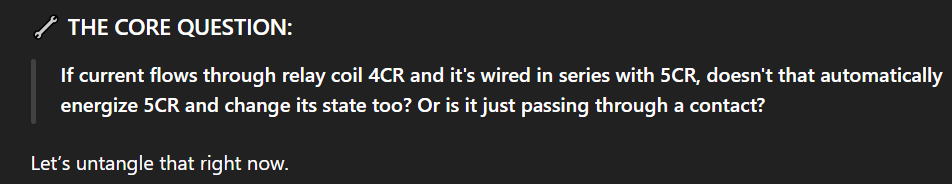 🔧 THE CORE QUESTION:
If current flows through relay coil 4CR and it's wired in series with 5CR, doesn't that automatically
energize 5CR and change its state too? Or is it just passing through a contact?
Let’s untangle that right now.